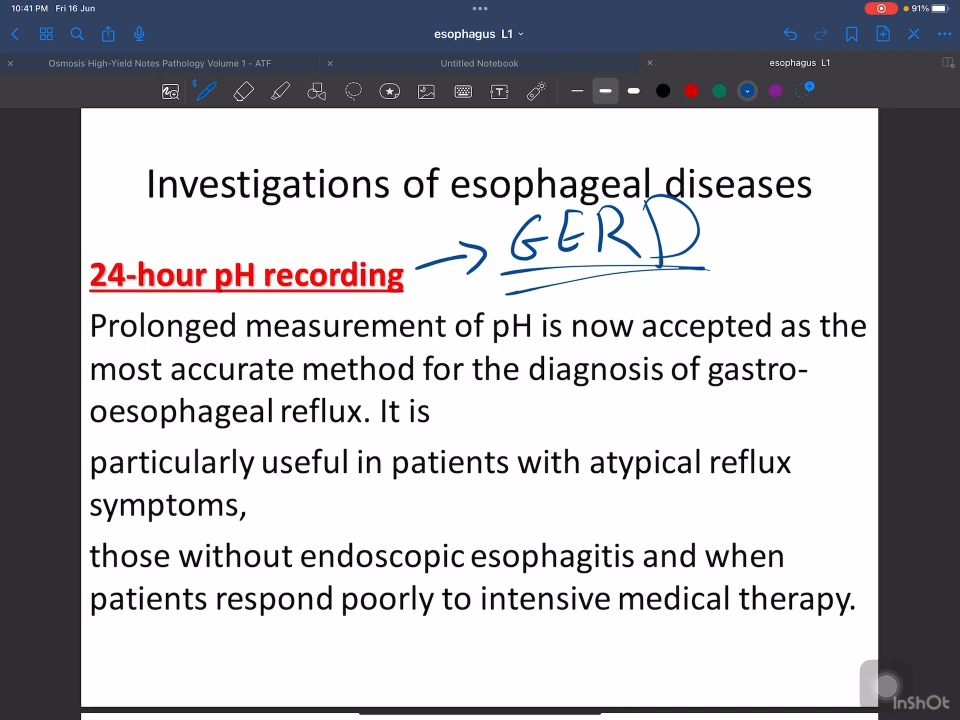 10:41 PM Fri 16 Jun
91%
esophagus L1
Osmosis High-Yield Notes Pathology Volume 1 - ATF
Untitled Notebook
esophagus L1
Investigations of esophageal diseases
GERD
24-hour pH recording
Prolonged measurement of pH is now accepted as the
most accurate method for the diagnosis of gastro-
oesophageal reflux. It is
particularly useful in patients with atypical reflux
symptoms,
those without endoscopic esophagitis and when
patients respond poorly to intensive medical therapy.
InShOt